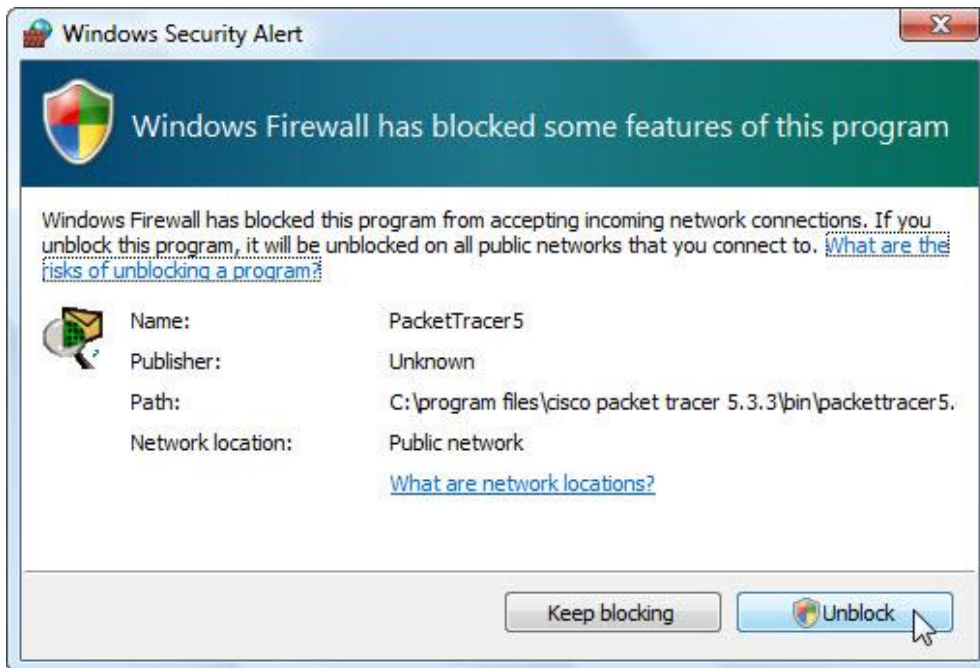 Windows Security Alert
Windows Firewall has blocked some features of this program
Windows Firewall has blocked this program from accepting incoming network connections. If you
unblock this program, it will be unblocked on all public networks that you connect to. What are the
risks of unblocking a program?
Name: PacketTracer5
Publisher: Unknown
Path: C:\program files\cisco packet tracer 5.3.3\bin\packettracer5.
Network location: Public network
What are network locations?
Keep blocking Unblock